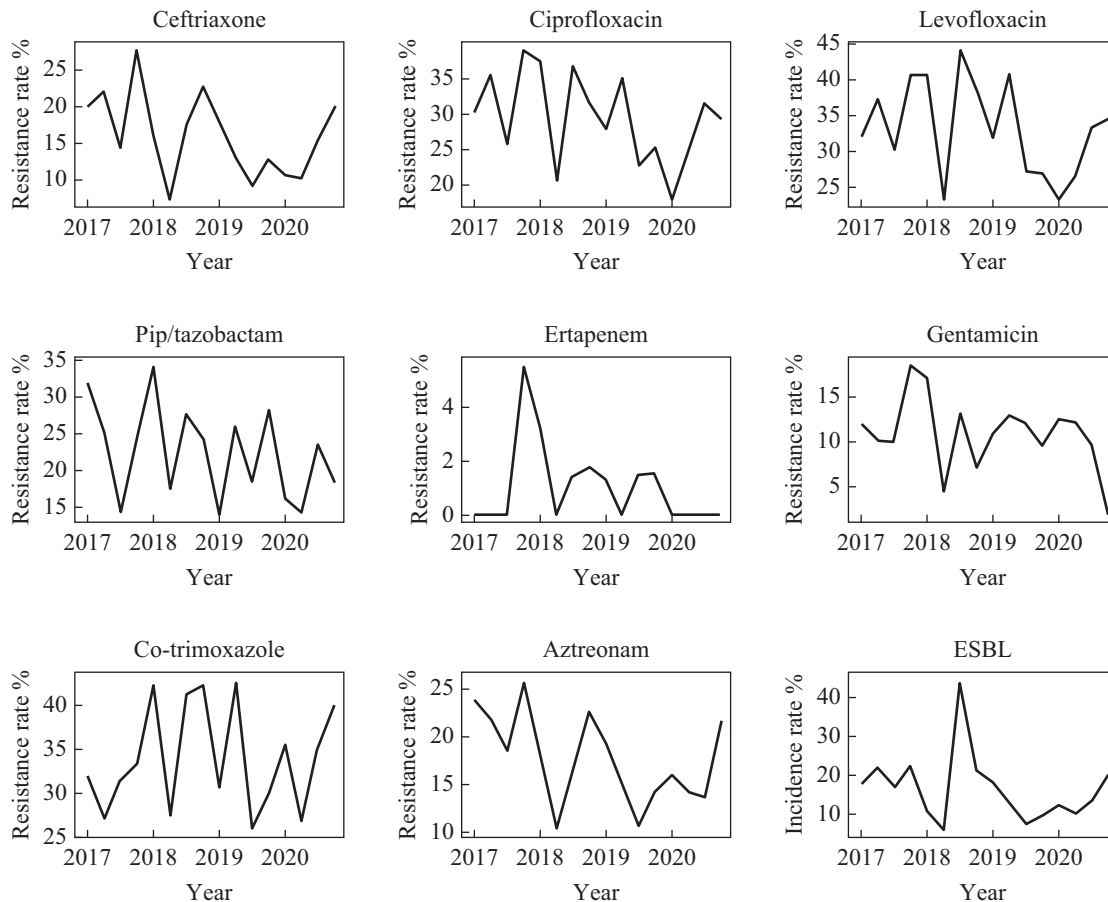 Ceftriaxone
Resistance rate %
25
20
15
10
2017 2018 2019 2020
Year
Ciprofloxacin
Resistance rate %
35
30
25
20
2017 2018 2019 2020
Year
Levofloxacin
Resistance rate %
45
40
35
30
25
2017 2018 2019 2020
Year
Pip/tazobactam
Resistance rate %
35
30
25
20
15
2017 2018 2019 2020
Year
Ertapenem
Resistance rate %
4
2
0
2017 2018 2019 2020
Year
Gentamicin
Resistance rate %
15
10
5
2017 2018 2019 2020
Year
Co-trimoxazole
Resistance rate %
40
35
30
25
2017 2018 2019 2020
Year
Aztreonam
Resistance rate %
25
20
15
10
2017 2018 2019 2020
Year
ESBL
Incidence rate %
40
30
20
10
2017 2018 2019 2020
Year